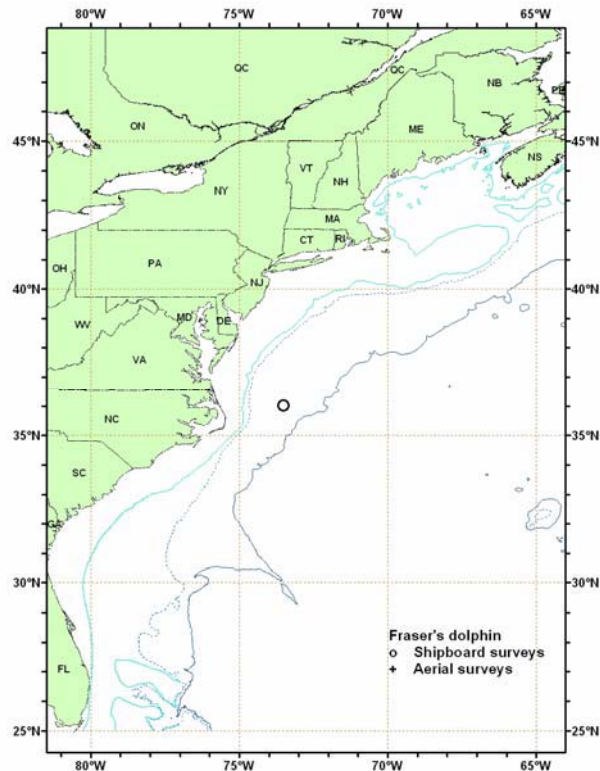 80°W 75°W 70°W 65°W
QC QC NB PE
45°N ON ME 45°N
NS
VT NH
NY
MA
CT RI
OH PA
40°N NJ 40°N
MD DE
WV
VA
NC
35°N 35°N
SC
GA
30°N 30°N
Fraser's dolphin
Shipboard surveys
FL Aerial surveys
25°N 25°N
80°W 75°W 70°W 65°W